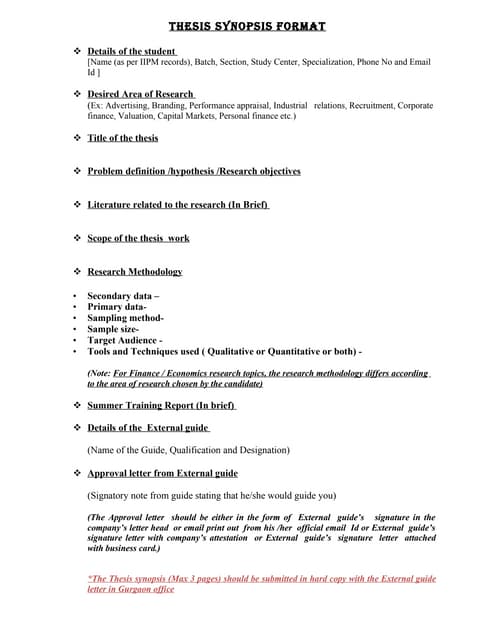 THESIS SYNOPSIS FORMAT
❖ Details of the student
[Name (as per IIPM records), Batch, Section, Study Center, Specialization, Phone No and Email
Id ]
❖ Desired Area of Research
(Ex: Advertising, Branding, Performance appraisal, Industrial relations, Recruitment, Corporate
finance, Valuation, Capital Markets, Personal finance etc.)
❖ Title of the thesis
❖ Problem definition /hypothesis /Research objectives
❖ Literature related to the research (In Brief)
❖ Scope of the thesis work
❖ Research Methodology
• Secondary data –
• Primary data-
• Sampling method-
• Sample size-
• Target Audience -
• Tools and Techniques used ( Qualitative or Quantitative or both) -
(Note: For Finance / Economics research topics, the research methodology differs according
to the area of research chosen by the candidate)
❖ Summer Training Report (In brief)
❖ Details of the External guide
(Name of the Guide, Qualification and Designation)
❖ Approval letter from External guide
(Signatory note from guide stating that he/she would guide you)
(The Approval letter should be either in the form of External guide's signature in the
company's letter head or email print out from his /her official email Id or External guide's
signature letter with company's attestation or External guide's signature letter attached
with business card.)
*The Thesis synopsis (Max 3 pages) should be submitted in hard copy with the External guide
letter in Gurgaon office